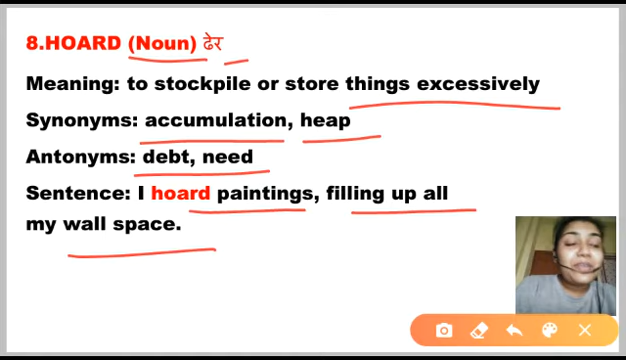 8.HOARD (Noun) ढेर
Meaning: to stockpile or store things excessively
Synonyms: accumulation, heap
Antonyms: debt, need
Sentence: I hoard paintings, filling up all
my wall space.